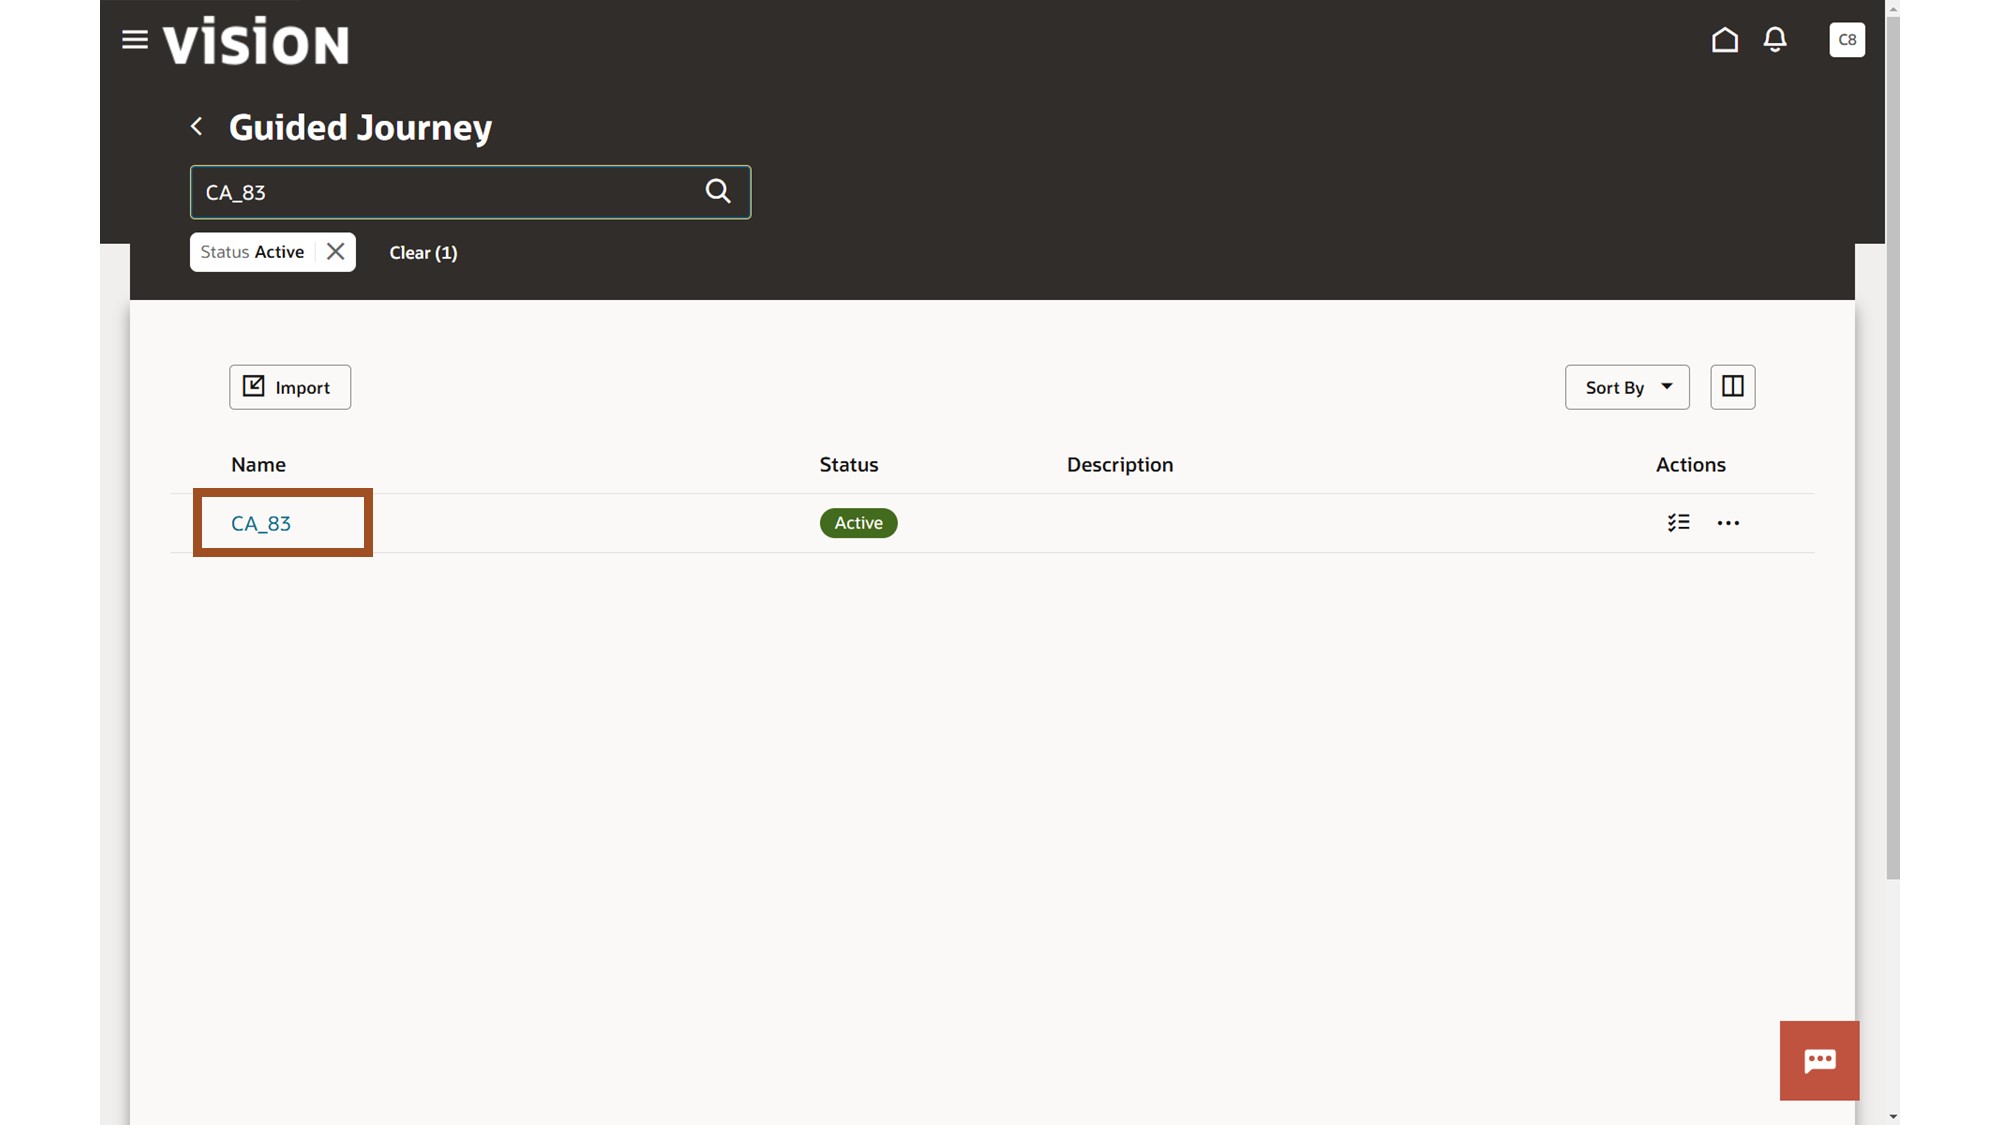 vision
C8
Guided Journey
CA_83
Status Active
Clear (1)
Import
Sort By
Name Status Description Actions
CA_83 Active